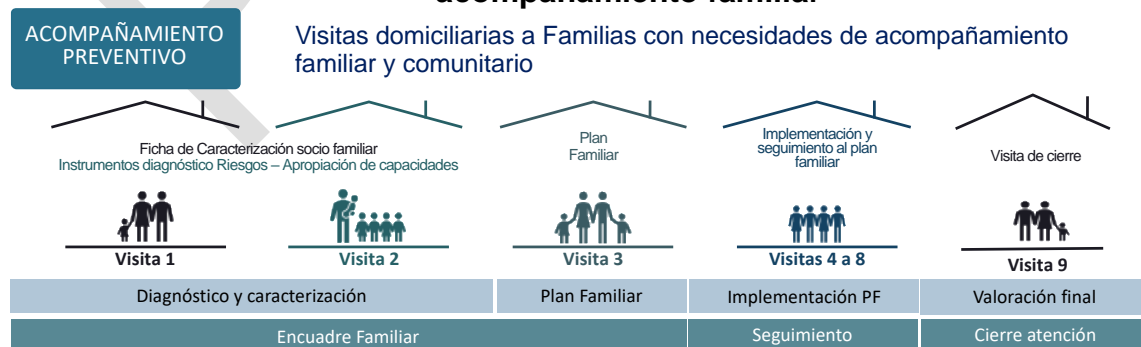 acompañamiento familiar
ACOMPAÑAMIENTO
PREVENTIVO
Visitas domiciliarias a Familias con necesidades de acompañamiento
familiar y comunitario
Ficha de Caracterización socio familiar
Instrumentos diagnóstico Riesgos – Apropiación de capacidades
Plan
Familiar
Implementación y
seguimiento al plan
familiar
Visita de cierre
Visita 1
Visita 2
Visita 3
Visitas 4 a 8
Visita 9
Diagnóstico y caracterización
Plan Familiar
Implementación PF
Valoración final
Encuadre Familiar
Seguimiento
Cierre atención